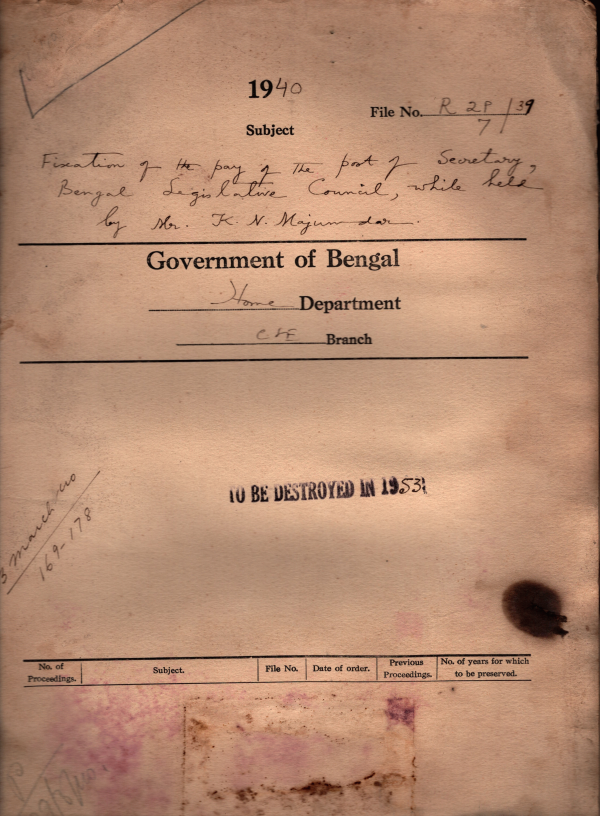 1940
File No. R 2P/39
7
Subject
Fixation of the pay of the post of Secretary,
Bengal Legislative Council, while held
by Mr. K. N. Majumdar.
Government of Bengal
Home Department
Branch
TO BE DESTROYED IN 1953
3 March
169-178
No. of Proceedings.
Subject.
File No.
Date of order.
Previous Proceedings.
No. of years for which to be preserved.